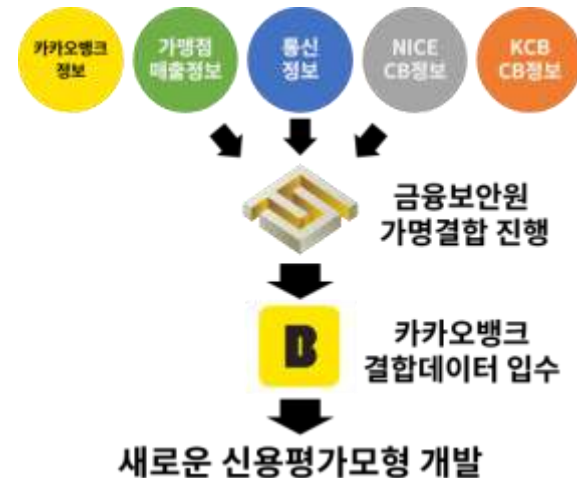 카카오뱅크
정보
가맹점
매출정보
통신
정보
NICE
CB정보
KCB
CB정보
금융보안원
가명결합 진행
B
카카오뱅크
결합데이터 입수
새로운 신용평가모형 개발